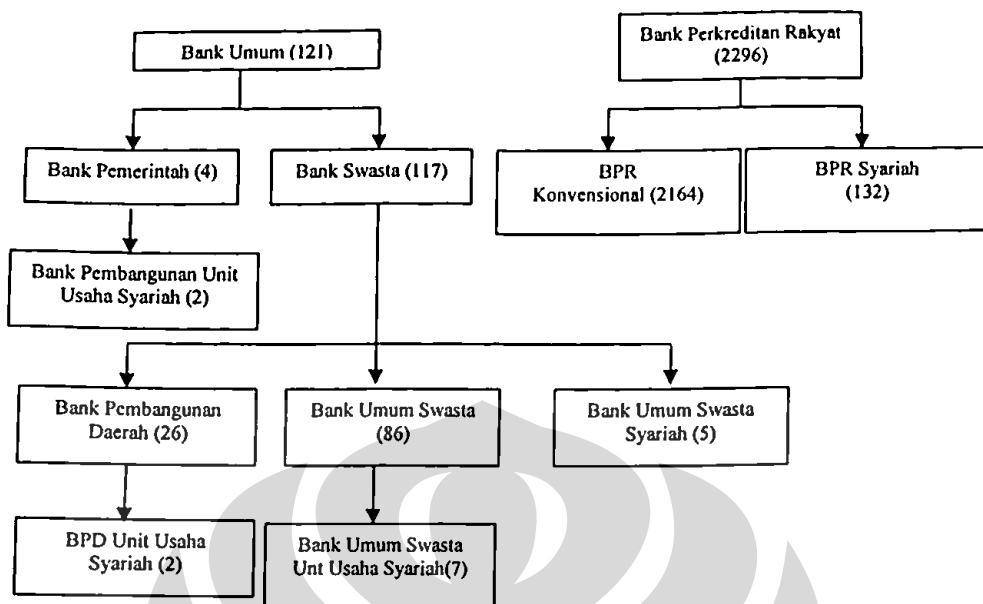 Bank Umum (121)
Bank Perkreditan Rakyat
(2296)
Bank Pemerintah (4)
Bank Swasta (117)
BPR
Konvensional (2164)
BPR Syariah
(132)
Bank Pembangunan Unit
Usaha Syariah (2)
Bank Pembangunan
Daerah (26)
Bank Umum Swasta
(86)
Bank Umum Swasta
Syariah (5)
BPD Unit Usaha
Syariah (2)
Bank Umum Swasta
Unt Usaha Syariah(7)